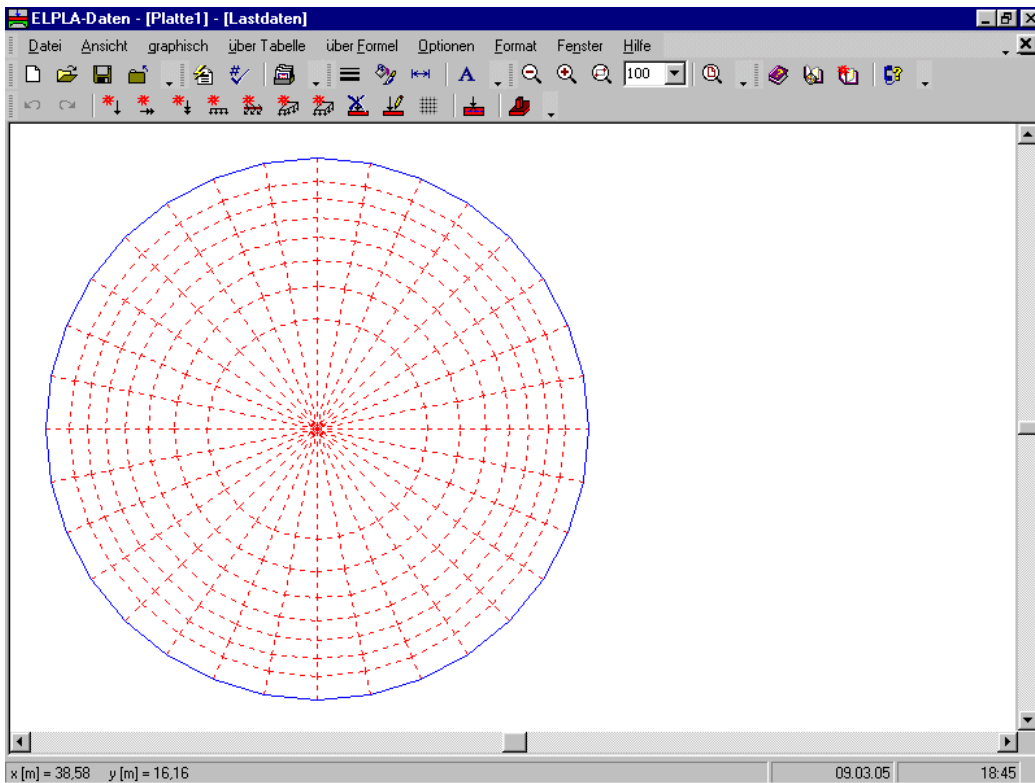 ELPLA-Daten - [Platte1] - [Lastdaten]
Datei Ansicht graphisch über Tabelle über Formel Optionen Format Fenster Hilfe
A 100
x [m] = 38,58 y [m] = 16,16 09.03.05 18:45